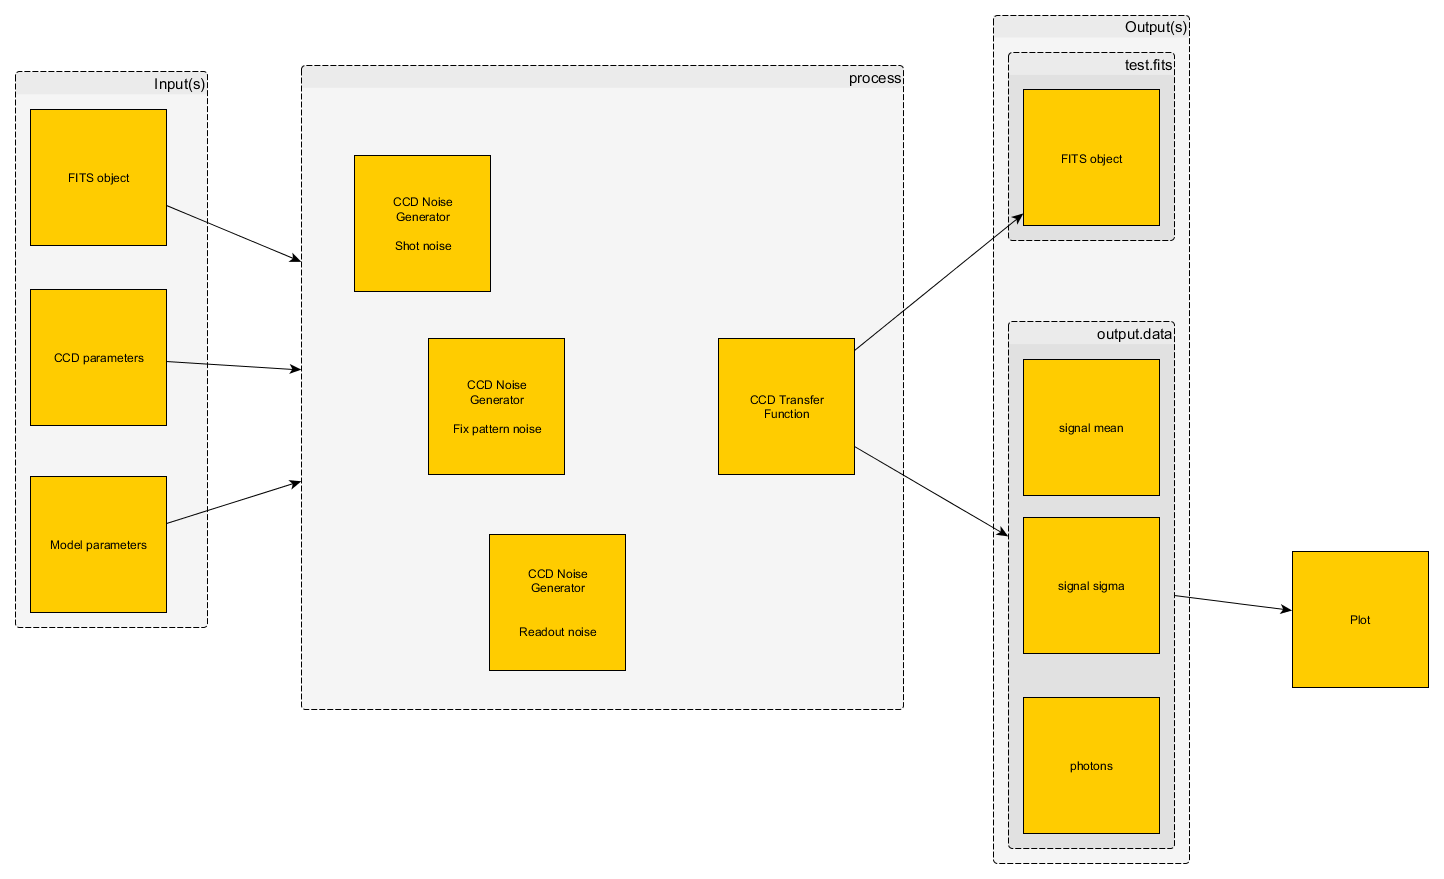 Input(s)
FITS object
CCD parameters
Model parameters
process
CCD Noise
Generator
Shot noise
CCD Noise
Generator
Fix pattern noise
CCD Noise
Generator
Readout noise
CCD Transfer
Function
Output(s)
test.fits
FITS object
output.data
signal mean
signal sigma
photons
Plot